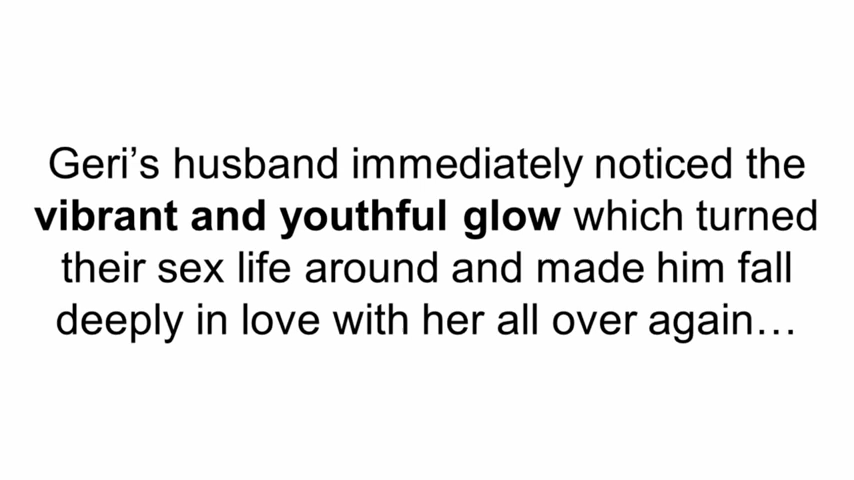 Geri’s husband immediately noticed the
vibrant and youthful glow which turned
their sex life around and made him fall
deeply in love with her all over again…